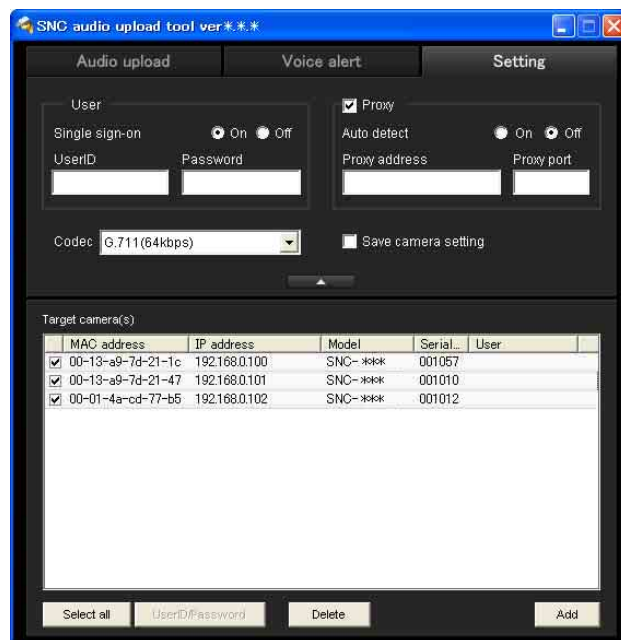 SNC audio upload tool ver*.*.*
Audio upload Voice alert Setting
User Proxy
Single sign-on On Off Auto detect On Off
UserID Password Proxy address Proxy port
Codec G.711(64kbps) Save camera setting
Target camera(s)
MAC address IP address Model Serial... User
00-13-a9-7d-21-1c 192.168.0.100 SNC-*** 001057
00-13-a9-7d-21-47 192.168.0.101 SNC-*** 001010
00-01-4a-cd-77-b5 192.168.0.102 SNC-*** 001012
Select all UserID/Password Delete Add